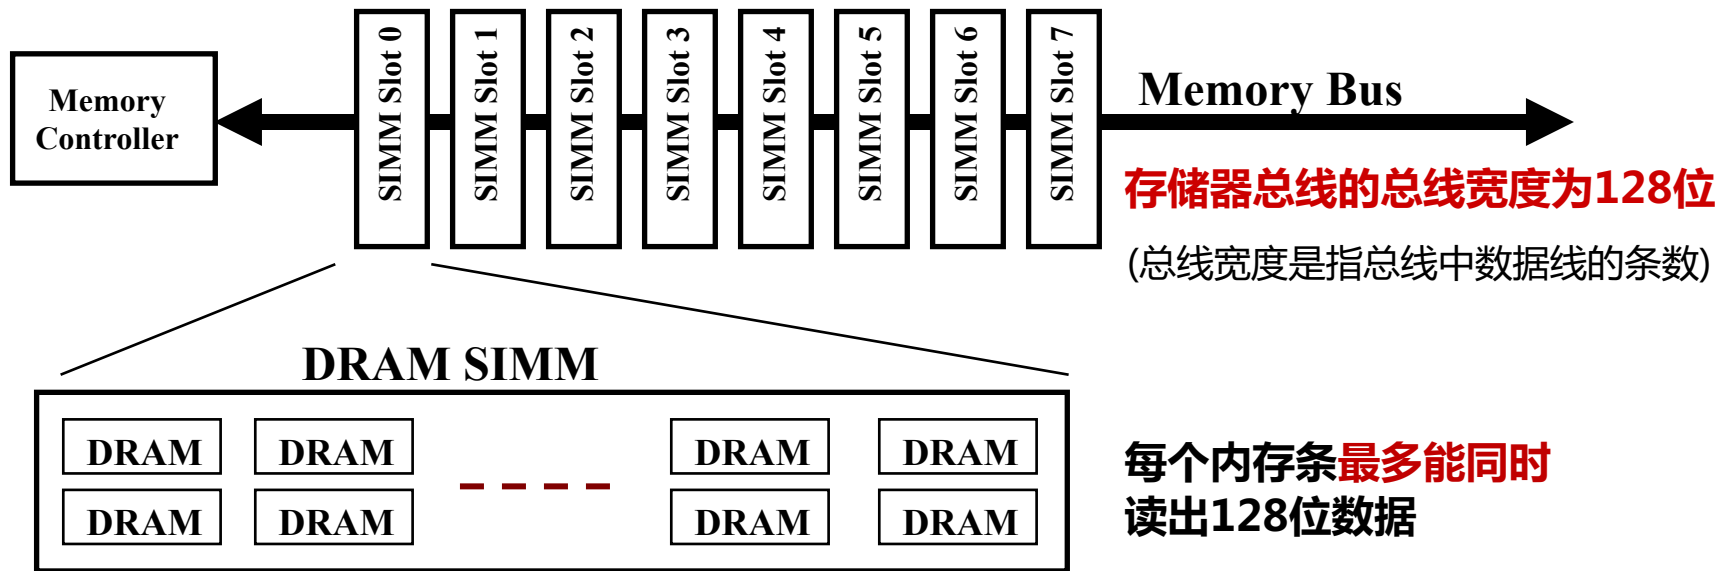 Memory
Controller
SIMM Slot 0
SIMM Slot 1
SIMM Slot 2
SIMM Slot 3
SIMM Slot 4
SIMM Slot 5
SIMM Slot 6
SIMM Slot 7
Memory Bus
存储器总线的总线宽度为128位
(总线宽度是指总线中数据线的条数)
DRAM SIMM
DRAM DRAM DRAM DRAM
DRAM DRAM DRAM DRAM
每个内存条最多能同时
读出128位数据